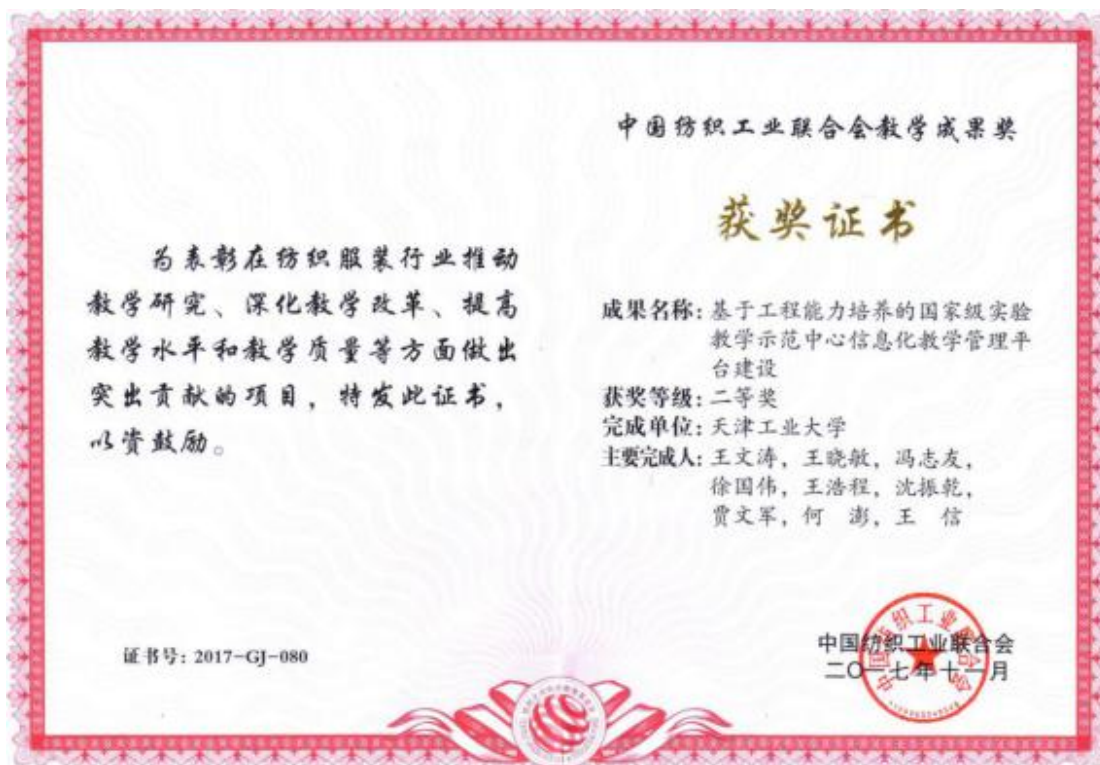 为表彰在纺织服装行业推动
教学研究、深化教学改革、提高
教学水平和教学质量等方面做出
突出贡献的项目，特发此证书，
以资鼓励。
证书号：2017-GJ-080
中国纺织工业联合会教学成果奖
获奖证书
成果名称：基于工程能力培养的国家级实验
教学示范中心信息化教学管理平
台建设
获奖等级：二等奖
完成单位：天津工业大学
主要完成人：王文涛，王晓敏，冯志友，
徐国伟，王浩程，沈振乾，
贾文军，何　澎，王　信
中国纺织工业联合会
二〇一七年十一月
中国纺织工业联合会